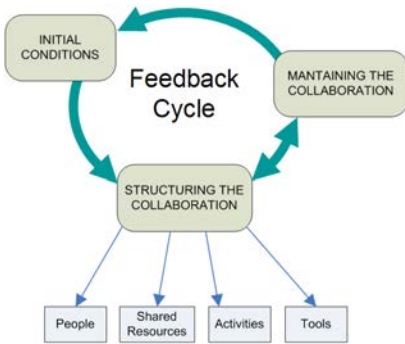 INITIAL
CONDITIONS
Feedback
Cycle
MANTAINING THE
COLLABORATION
STRUCTURING THE
COLLABORATION
People
Shared
Resources
Activities
Tools